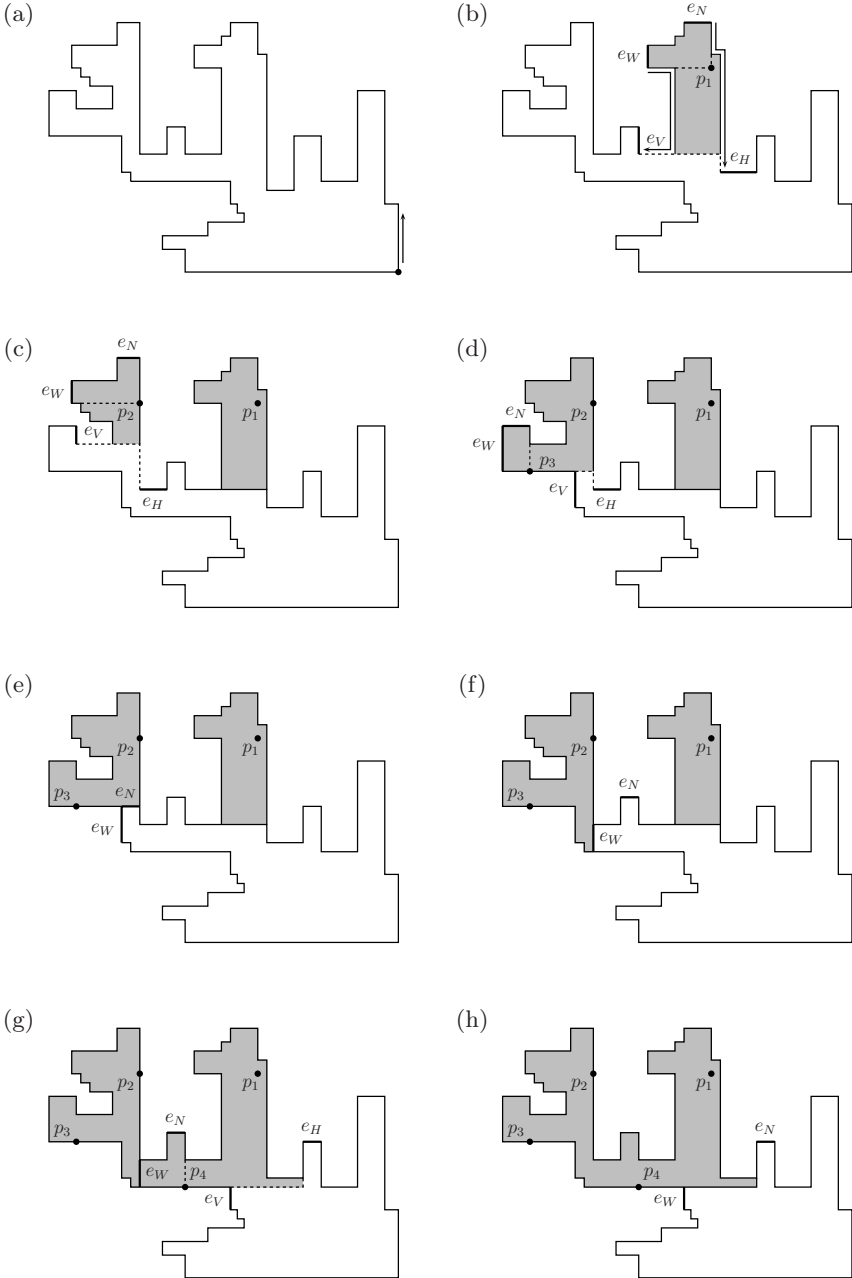 (a)
(b)
e_N
e_W
p_1
e_V
e_H
(c)
e_N
e_W
p_2
p_1
e_V
e_H
(d)
e_N
p_2
p_1
e_W
p_3
e_V
e_H
(e)
p_2
p_1
p_3
e_N
e_W
(f)
p_2
p_1
p_3
e_N
e_W
(g)
p_2
p_1
p_3
e_N
e_H
e_W
p_4
e_V
(h)
p_2
p_1
p_3
e_N
p_4
e_W